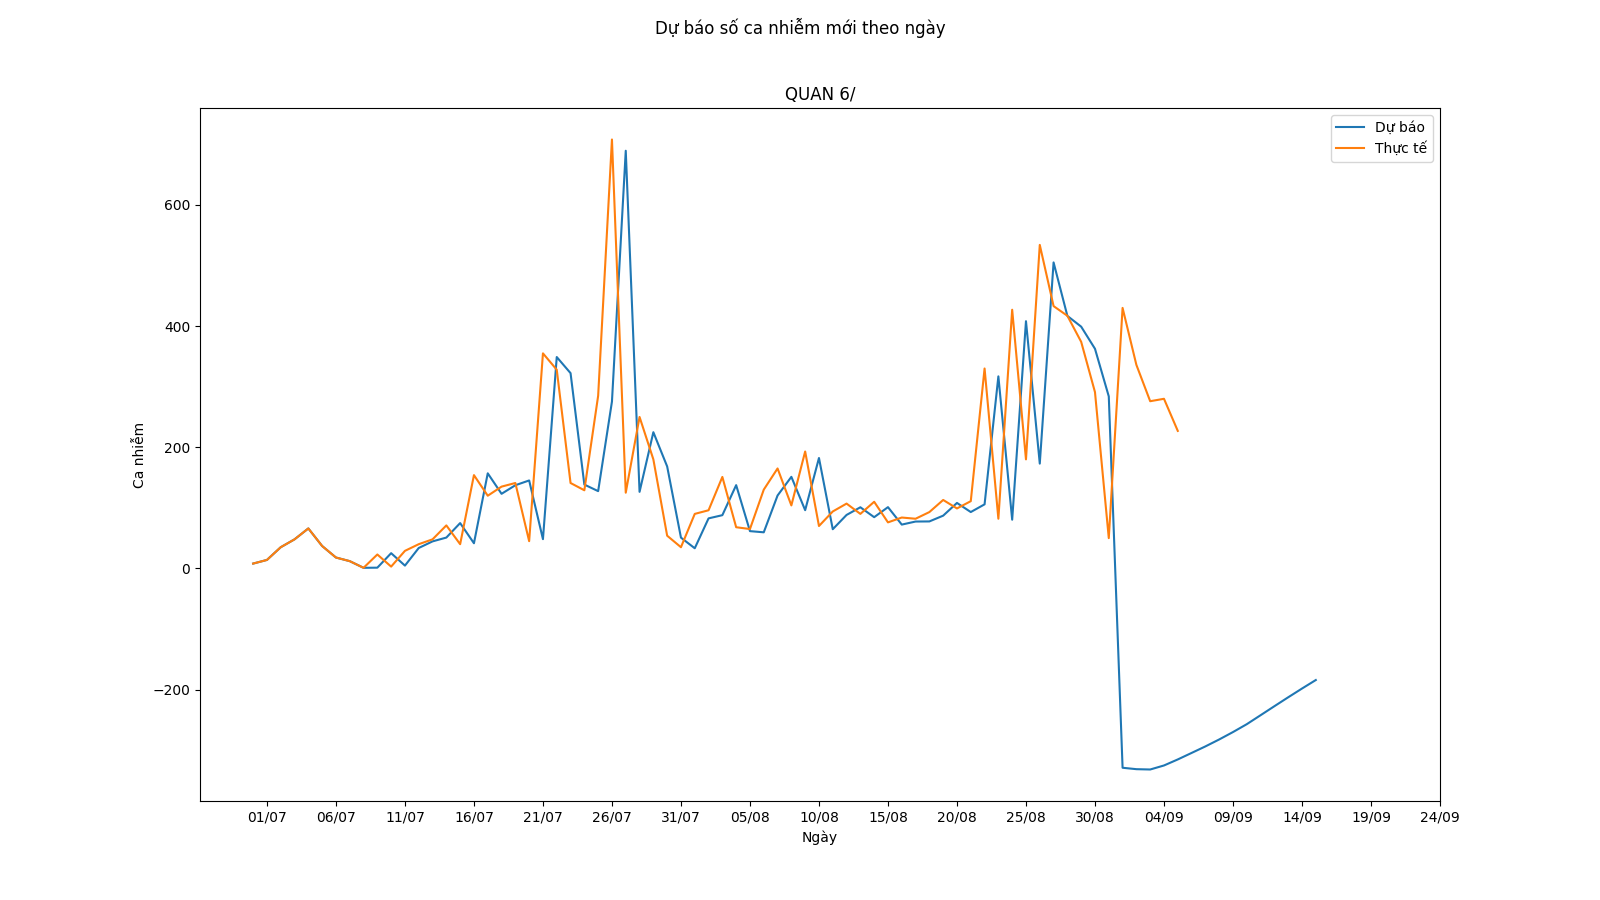 Dự báo số ca nhiễm mới theo ngày
QUAN 6/
Dự báo
Thực tế
600
400
200
0
−200
Ca nhiễm
01/07 06/07 11/07 16/07 21/07 26/07 31/07 05/08 10/08 15/08 20/08 25/08 30/08 04/09 09/09 14/09 19/09 24/09
Ngày